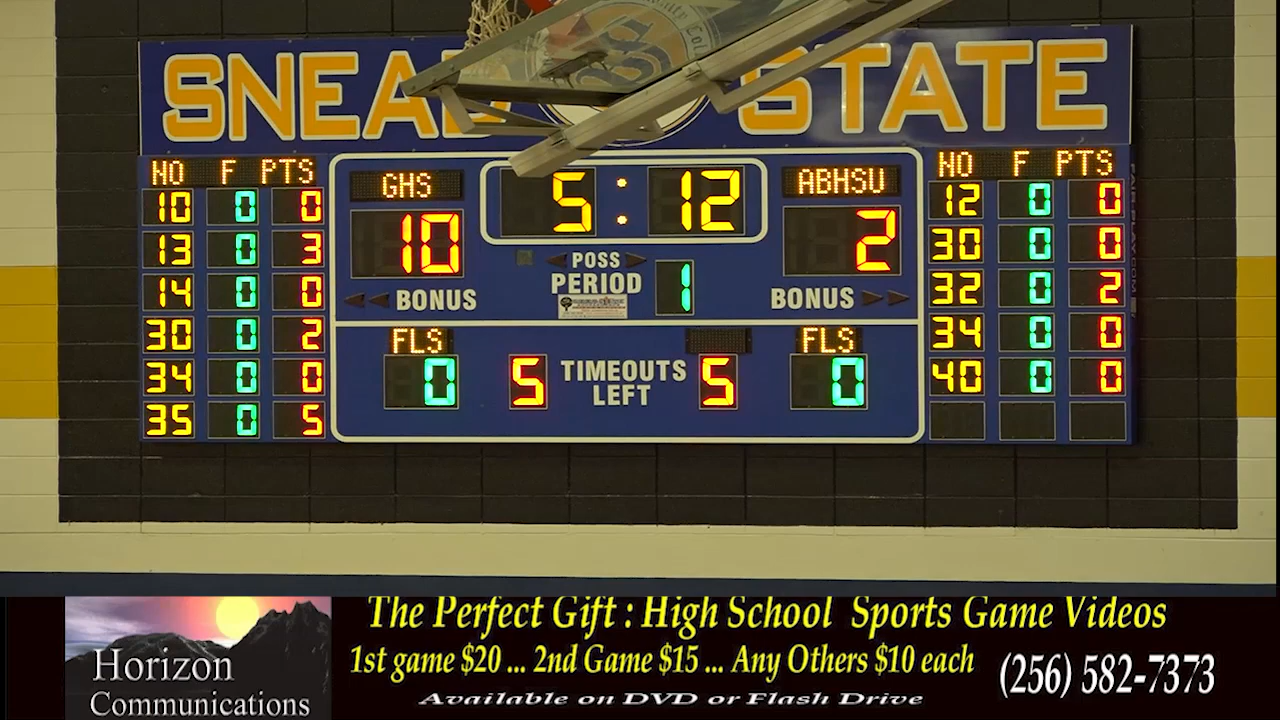 SNEAD STATE
NO F PTS
10 0 0
13 0 3
14 0 0
30 0 2
34 0 0
35 0 5
GHS
10
BONUS
5:12
POSS
PERIOD
1
ABHSU
2
BONUS
FLS
0
5
TIMEOUTS
LEFT
5
FLS
0
NO F PTS
12 0 0
30 0 0
32 0 2
34 0 0
40 0 0
Horizon
Communications
The Perfect Gift : High School Sports Game Videos
1st game $20 ... 2nd Game $15 ... Any Others $10 each
Available on DVD or Flash Drive
(256) 582-7373